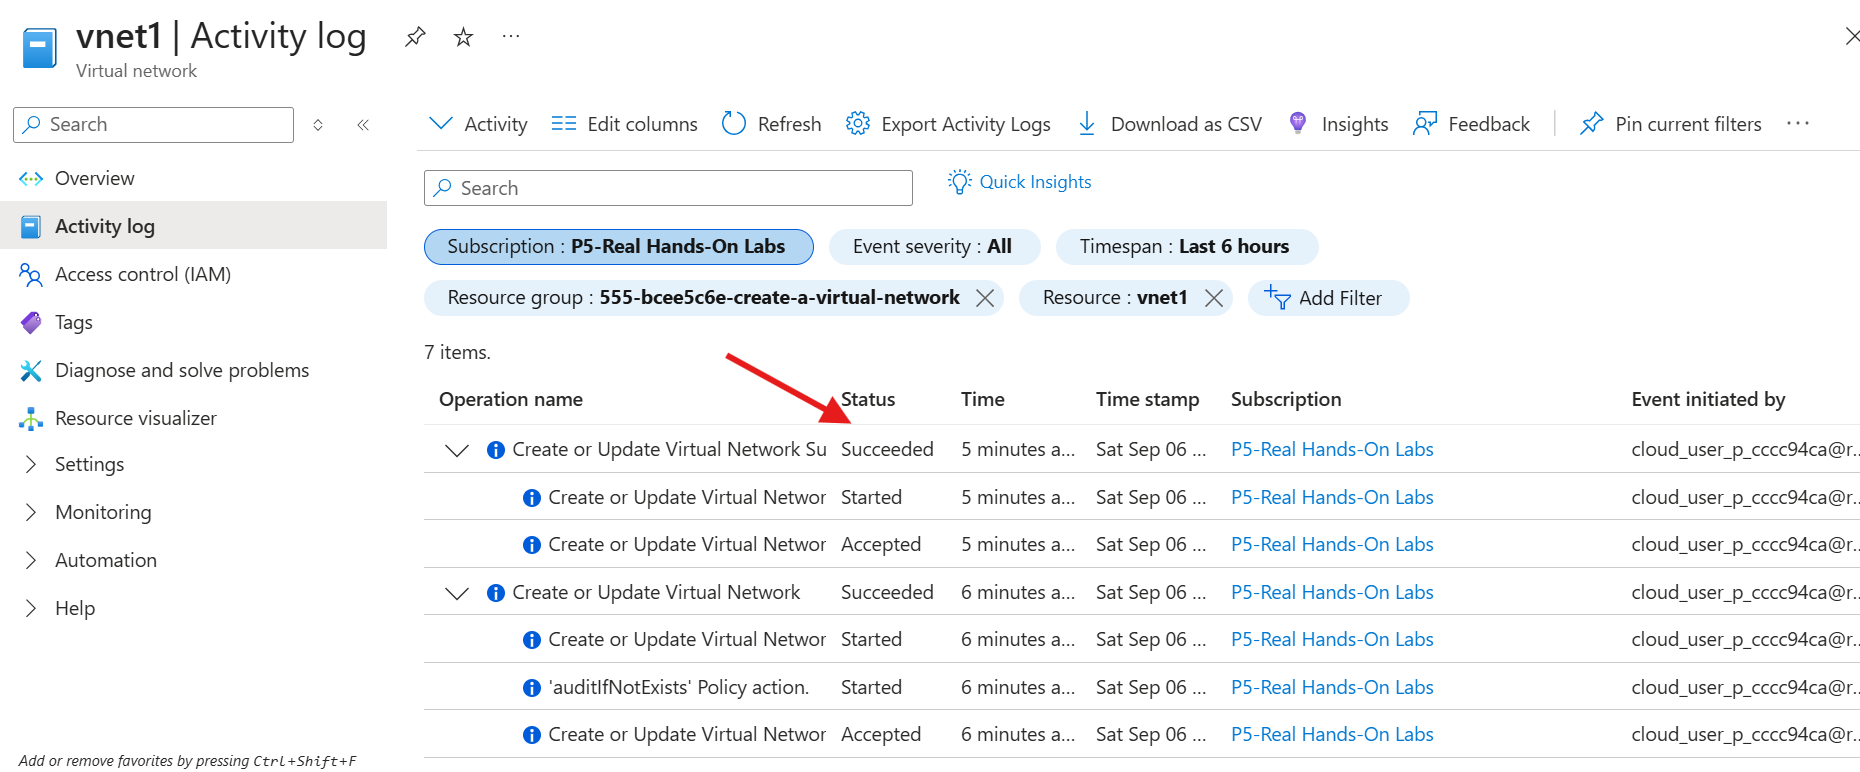 vnet1 | Activity log
Virtual network
Search
Overview
Activity log
Access control (IAM)
Tags
Diagnose and solve problems
Resource visualizer
Settings
Monitoring
Automation
Help
Add or remove favorites by pressing Ctrl+Shift+F
Activity Edit columns Refresh Export Activity Logs Download as CSV Insights Feedback Pin current filters
Search Quick Insights
Subscription : P5-Real Hands-On Labs Event severity : All Timespan : Last 6 hours
Resource group : 555-bcee5c6e-create-a-virtual-network Resource : vnet1 Add Filter
7 items.
Operation name Status Time Time stamp Subscription Event initiated by
Create or Update Virtual Network Su Succeeded 5 minutes a... Sat Sep 06 ... P5-Real Hands-On Labs cloud_user_p_cccc94ca@r...
Create or Update Virtual Networ Started 5 minutes a... Sat Sep 06 ... P5-Real Hands-On Labs cloud_user_p_cccc94ca@r...
Create or Update Virtual Networ Accepted 5 minutes a... Sat Sep 06 ... P5-Real Hands-On Labs cloud_user_p_cccc94ca@r...
Create or Update Virtual Network Succeeded 6 minutes a... Sat Sep 06 ... P5-Real Hands-On Labs cloud_user_p_cccc94ca@r...
Create or Update Virtual Networ Started 6 minutes a... Sat Sep 06 ... P5-Real Hands-On Labs cloud_user_p_cccc94ca@r...
'auditIfNotExists' Policy action. Started 6 minutes a... Sat Sep 06 ... P5-Real Hands-On Labs cloud_user_p_cccc94ca@r...
Create or Update Virtual Networ Accepted 6 minutes a... Sat Sep 06 ... P5-Real Hands-On Labs cloud_user_p_cccc94ca@r...